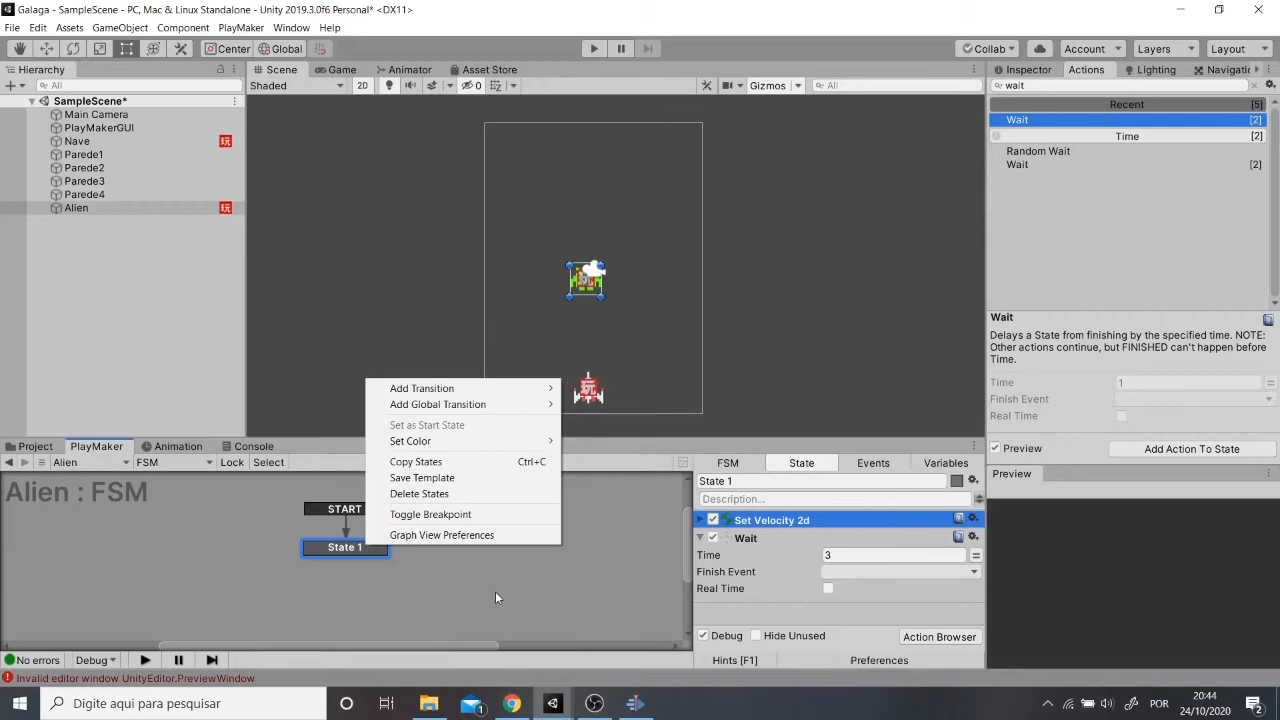 Galaga - SampleScene - PC, Mac & Linux Standalone - Unity 2019.3.0f6 Personal* <DX11>
File Edit Assets GameObject Component PlayMaker Window Help
Center Global Collab Account Layers Layout
Hierarchy Scene Game Animator Asset Store Inspector Actions Lighting Navigatic
All Shaded 2D 0 Gizmos All wait
SampleScene* Recent [5]
Main Camera Wait [2]
PlayMakerGUI Time [2]
Nave 玩 Random Wait
Parede1 Wait [2]
Parede2
Parede3
Parede4
Alien 玩
玩
Wait
Delays a State from finishing by the specified time. NOTE:
Other actions continue, but FINISHED can't happen before
Time.
Time 1
Finish Event
Real Time
Preview Add Action To State
Preview
Add Transition
Add Global Transition
Set as Start State
Set Color
Copy States Ctrl+C
Save Template
Delete States
Toggle Breakpoint
Graph View Preferences
Project PlayMaker Animation Console
Alien FSM Lock Select
Alien : FSM
START
State 1
FSM State Events Variables
State 1
Description...
Set Velocity 2d
Wait
Time 3
Finish Event
Real Time
Debug Hide Unused Action Browser
Hints [F1] Preferences
No errors Debug
Invalid editor window UnityEditor.PreviewWindow
Digite aqui para pesquisar 1 POR 20:44
24/10/2020 2